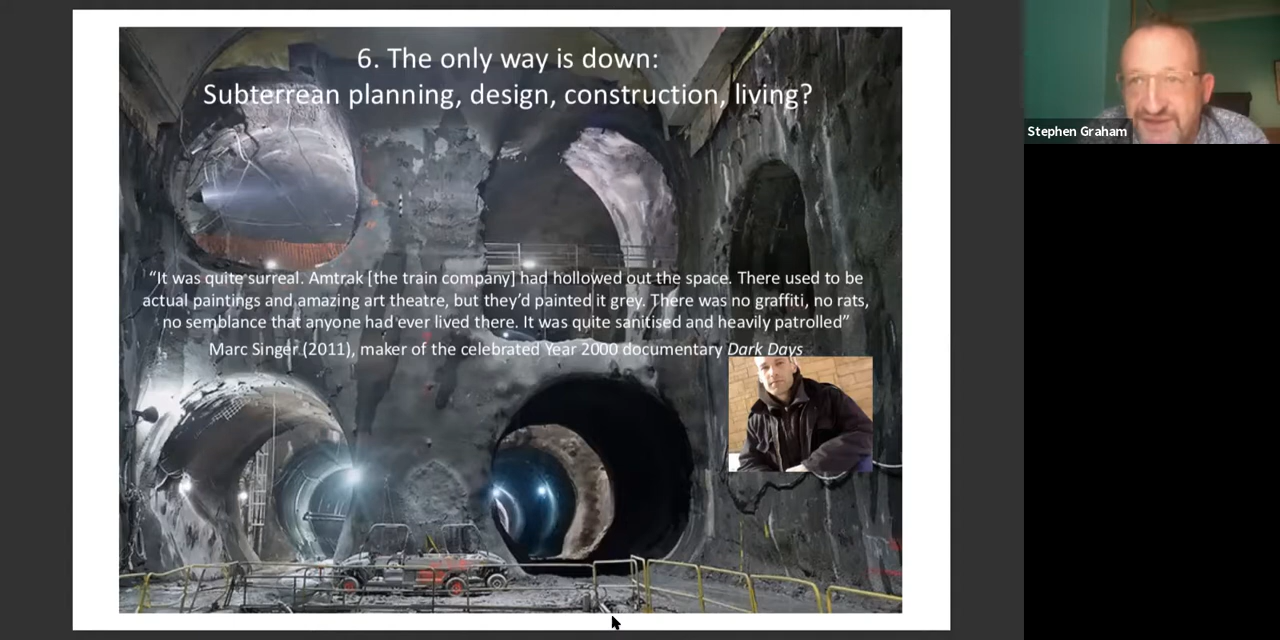 6. The only way is down:
Subterrean planning, design, construction, living?
“It was quite surreal. Amtrak [the train company] had hollowed out the space. There used to be
actual paintings and amazing art theatre, but they’d painted it grey. There was no graffiti, no rats,
no semblance that anyone had ever lived there. It was quite sanitised and heavily patrolled”
Marc Singer (2011), maker of the celebrated Year 2000 documentary Dark Days
Stephen Graham